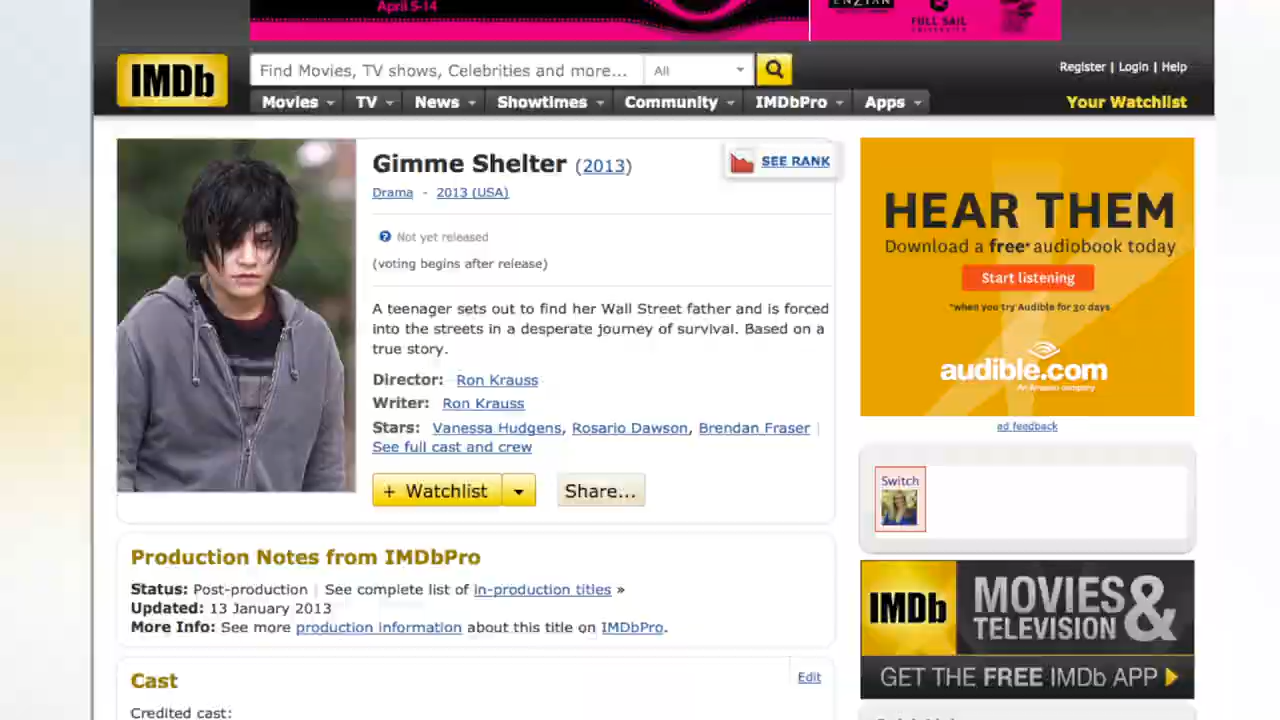 April 5-14
ENZIAN
FULL SAIL
UNIVERSITY
IMDb
Find Movies, TV shows, Celebrities and more...
All
Register | Login | Help
Movies
TV
News
Showtimes
Community
IMDbPro
Apps
Your Watchlist
Gimme Shelter (2013)
SEE RANK
Drama - 2013 (USA)
? Not yet released
(voting begins after release)
A teenager sets out to find her Wall Street father and is forced
into the streets in a desperate journey of survival. Based on a
true story.
Director: Ron Krauss
Writer: Ron Krauss
Stars: Vanessa Hudgens, Rosario Dawson, Brendan Fraser |
See full cast and crew
+ Watchlist
Share...
HEAR THEM
Download a free* audiobook today
Start listening
*when you try Audible for 30 days
audible.com
An Amazon company
ad feedback
Switch
Production Notes from IMDbPro
Status: Post-production | See complete list of in-production titles »
Updated: 13 January 2013
More Info: See more production information about this title on IMDbPro.
IMDb
MOVIES &
TELEVISION
GET THE FREE IMDb APP
Cast
Edit
Credited cast: